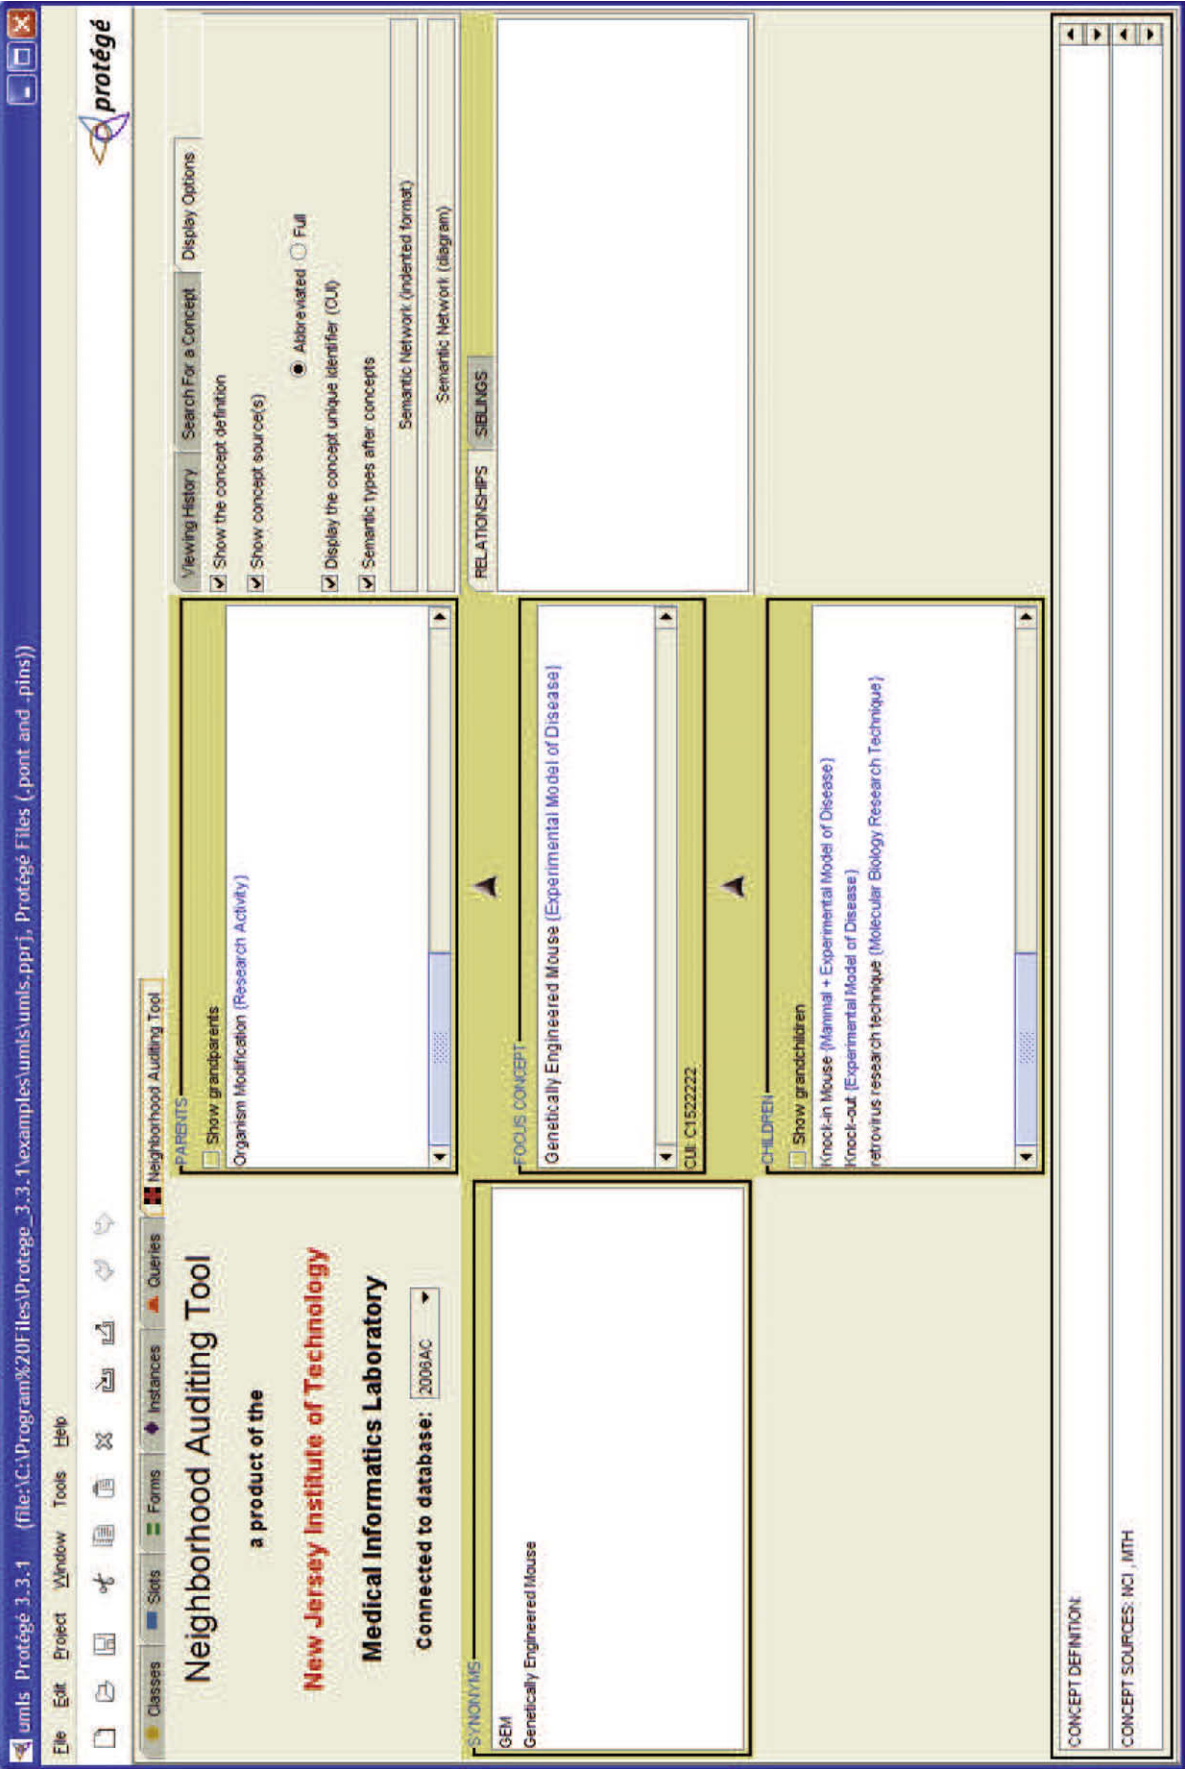 umls Protégé 3.3.1 (file:\C:\Program%20Files\Protege_3.3.1\examples\umls\umls.pprj, Protégé Files (.pont and .pins))
File Edit Project Window Tools Help
protégé
Classes Slots Forms Instances Queries Neighborhood Auditing Tool
Neighborhood Auditing Tool
a product of the
New Jersey Institute of Technology
Medical Informatics Laboratory
Connected to database: 2006AC
PARENTS
Show grandparents
Organism Modification {Research Activity}
Viewing History Search For a Concept Display Options
Show the concept definition
Show concept source(s)
Abbreviated Full
Display the concept unique identifier (CUI)
Semantic types after concepts
Semantic Network (indented format)
Semantic Network (diagram)
SYNONYMS
GEM
Genetically Engineered Mouse
FOCUS CONCEPT
Genetically Engineered Mouse {Experimental Model of Disease}
CUI: C1522222
RELATIONSHIPS SIBLINGS
CHILDREN
Show grandchildren
Knock-in Mouse {Mammal + Experimental Model of Disease}
Knock-out {Experimental Model of Disease}
retrovirus research technique {Molecular Biology Research Technique}
CONCEPT DEFINITION:
CONCEPT SOURCES: NCI , MTH